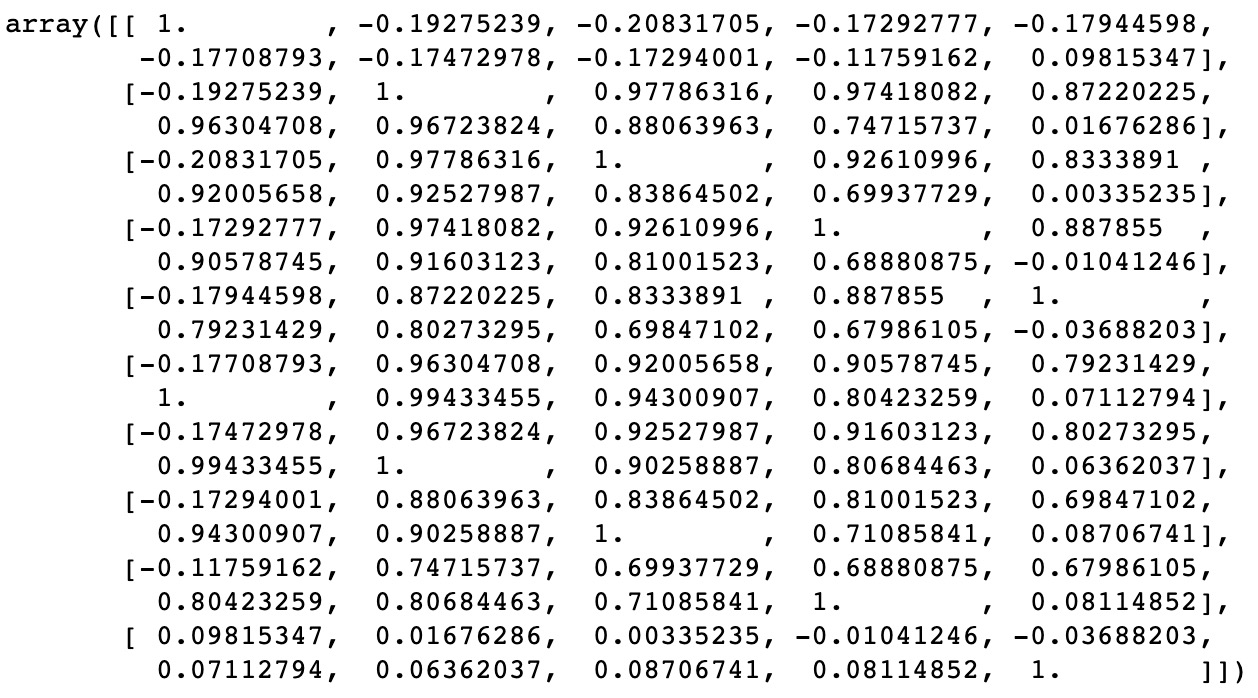 array([[ 1.        , -0.19275239, -0.20831705, -0.17292777, -0.17944598,
        -0.17708793, -0.17472978, -0.17294001, -0.11759162,  0.09815347],
       [-0.19275239,  1.        ,  0.97786316,  0.97418082,  0.87220225,
         0.96304708,  0.96723824,  0.88063963,  0.74715737,  0.01676286],
       [-0.20831705,  0.97786316,  1.        ,  0.92610996,  0.8333891 ,
         0.92005658,  0.92527987,  0.83864502,  0.69937729,  0.00335235],
       [-0.17292777,  0.97418082,  0.92610996,  1.        ,  0.887855  ,
         0.90578745,  0.91603123,  0.81001523,  0.68880875, -0.01041246],
       [-0.17944598,  0.87220225,  0.8333891 ,  0.887855  ,  1.        ,
         0.79231429,  0.80273295,  0.69847102,  0.67986105, -0.03688203],
       [-0.17708793,  0.96304708,  0.92005658,  0.90578745,  0.79231429,
         1.        ,  0.99433455,  0.94300907,  0.80423259,  0.07112794],
       [-0.17472978,  0.96723824,  0.92527987,  0.91603123,  0.80273295,
         0.99433455,  1.        ,  0.90258887,  0.80684463,  0.06362037],
       [-0.17294001,  0.88063963,  0.83864502,  0.81001523,  0.69847102,
         0.94300907,  0.90258887,  1.        ,  0.71085841,  0.08706741],
       [-0.11759162,  0.74715737,  0.69937729,  0.68880875,  0.67986105,
         0.80423259,  0.80684463,  0.71085841,  1.        ,  0.08114852],
       [ 0.09815347,  0.01676286,  0.00335235, -0.01041246, -0.03688203,
         0.07112794,  0.06362037,  0.08706741,  0.08114852,  1.        ]])